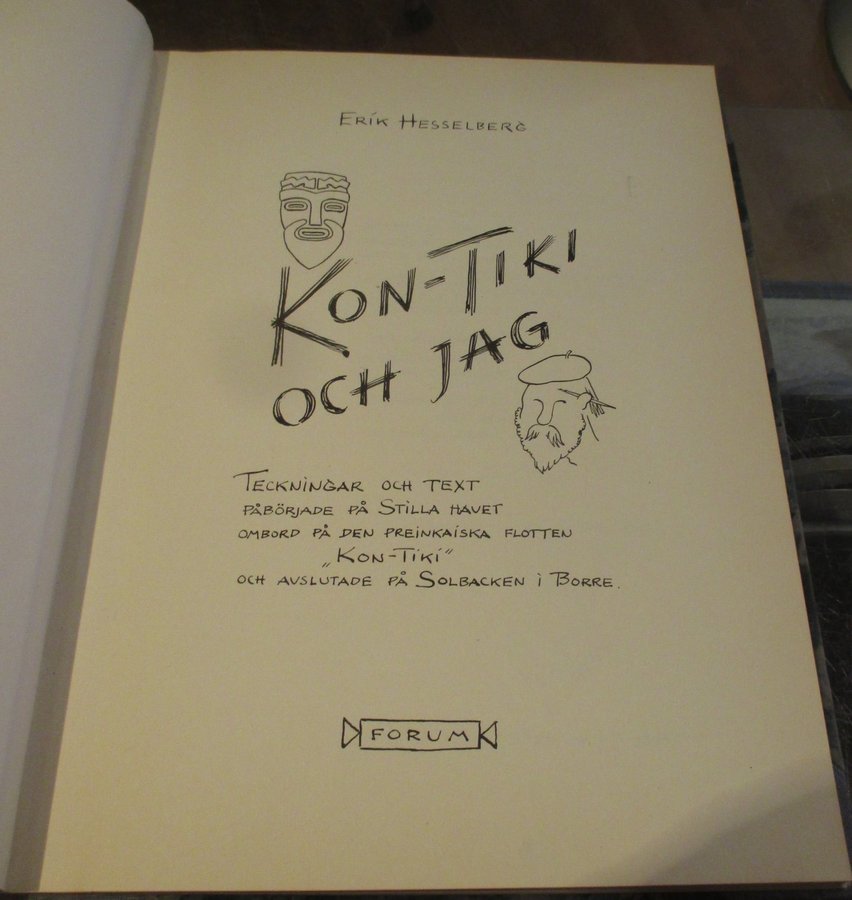 ERIK HESSELBERG
KON-TIKI
OCH JAG
TECKNINGAR OCH TEXT
PÅBÖRJADE PÅ STILLA HAVET
OMBORD PÅ DEN PREINKAISKA FLOTTEN
„KON-TIKI”
OCH AVSLUTADE PÅ SOLBACKEN I BORRE.
FORUM